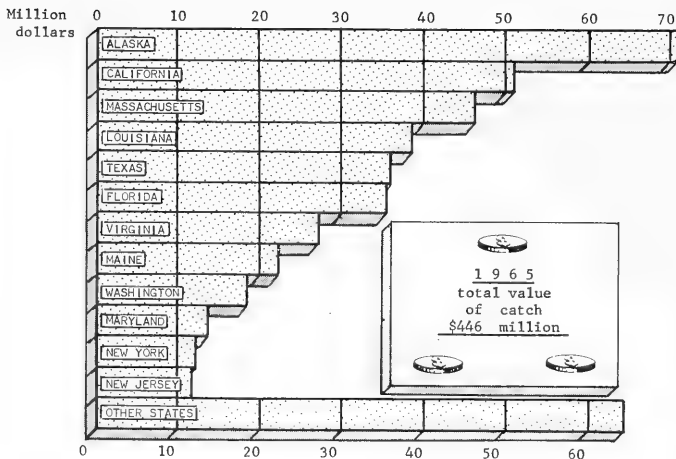 Million
dollars
0 10 20 30 40 50 60 70
ALASKA
CALIFORNIA
MASSACHUSETTS
LOUISIANA
TEXAS
FLORIDA
VIRGINIA
MAINE
WASHINGTON
MARYLAND
NEW YORK
NEW JERSEY
OTHER STATES
1 9 6 5
total value
of catch
$446 million
0 10 20 30 40 50 60